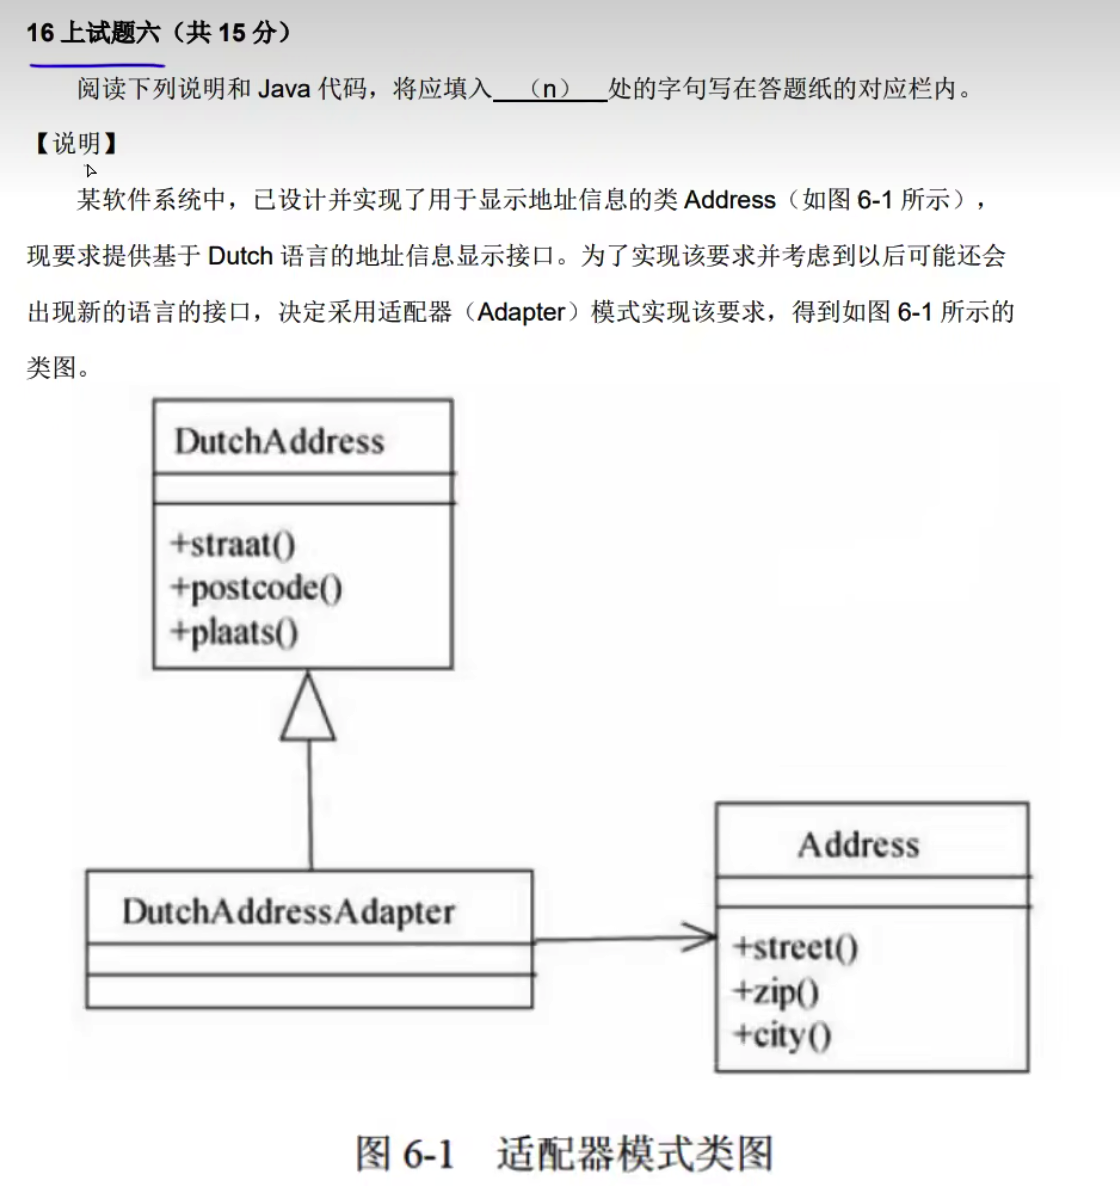 16 上试题六（共 15 分）
阅读下列说明和 Java 代码，将应填入 （n） 处的字句写在答题纸的对应栏内。
【说明】
某软件系统中，已设计并实现了用于显示地址信息的类 Address（如图 6-1 所示），
现要求提供基于 Dutch 语言的地址信息显示接口。为了实现该要求并考虑到以后可能还会
出现新的语言的接口，决定采用适配器（Adapter）模式实现该要求，得到如图 6-1 所示的
类图。
DutchAddress
+straat()
+postcode()
+plaats()
DutchAddressAdapter
Address
+street()
+zip()
+city()
图 6-1 适配器模式类图